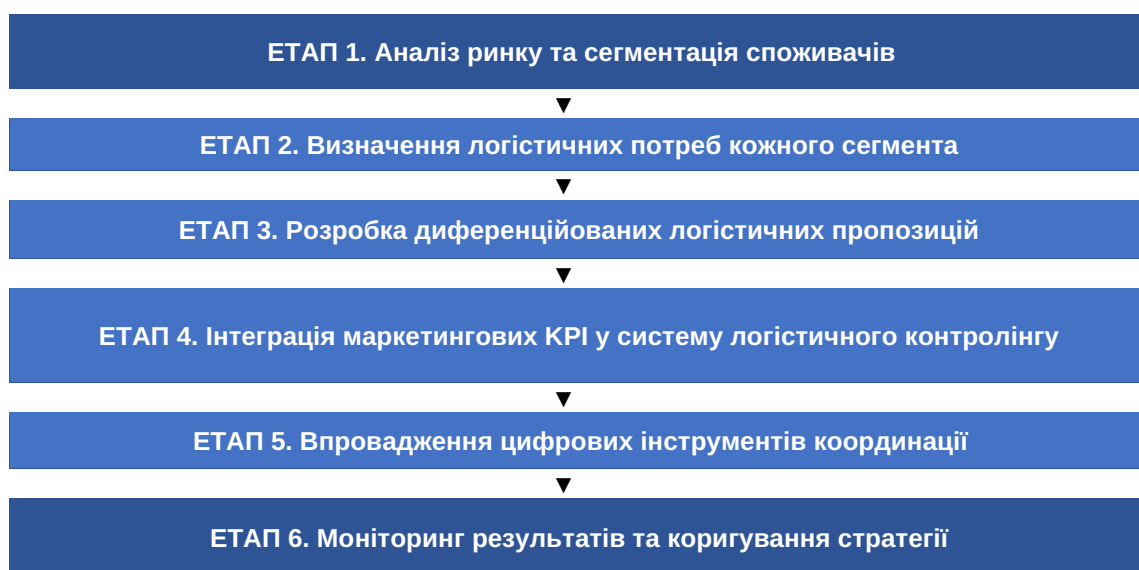 ЕТАП 1. Аналіз ринку та сегментація споживачів
▼
ЕТАП 2. Визначення логістичних потреб кожного сегмента
▼
ЕТАП 3. Розробка диференційованих логістичних пропозицій
▼
ЕТАП 4. Інтеграція маркетингових KPI у систему логістичного контролінгу
▼
ЕТАП 5. Впровадження цифрових інструментів координації
▼
ЕТАП 6. Моніторинг результатів та коригування стратегії